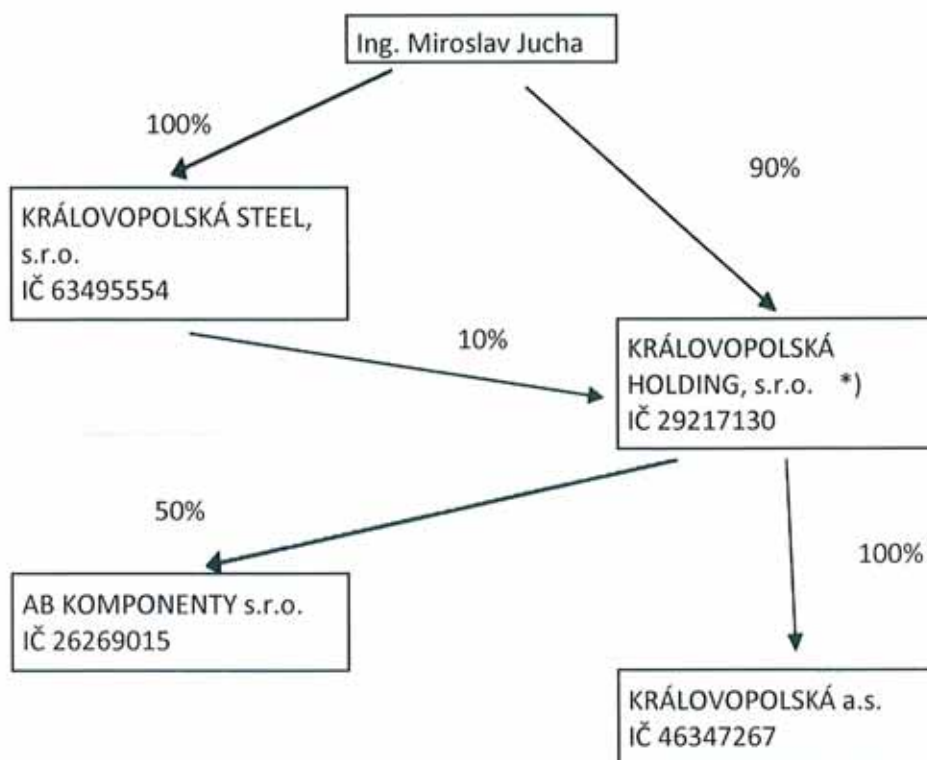 Ing. Miroslav Jucha
100%
90%
KRÁLOVOPOLSKÁ STEEL,
s.r.o.
IČ 63495554
10%
KRÁLOVOPOLSKÁ
HOLDING, s.r.o. *)
IČ 29217130
50%
100%
AB KOMPONENTY s.r.o.
IČ 26269015
KRÁLOVOPOLSKÁ a.s.
IČ 46347267